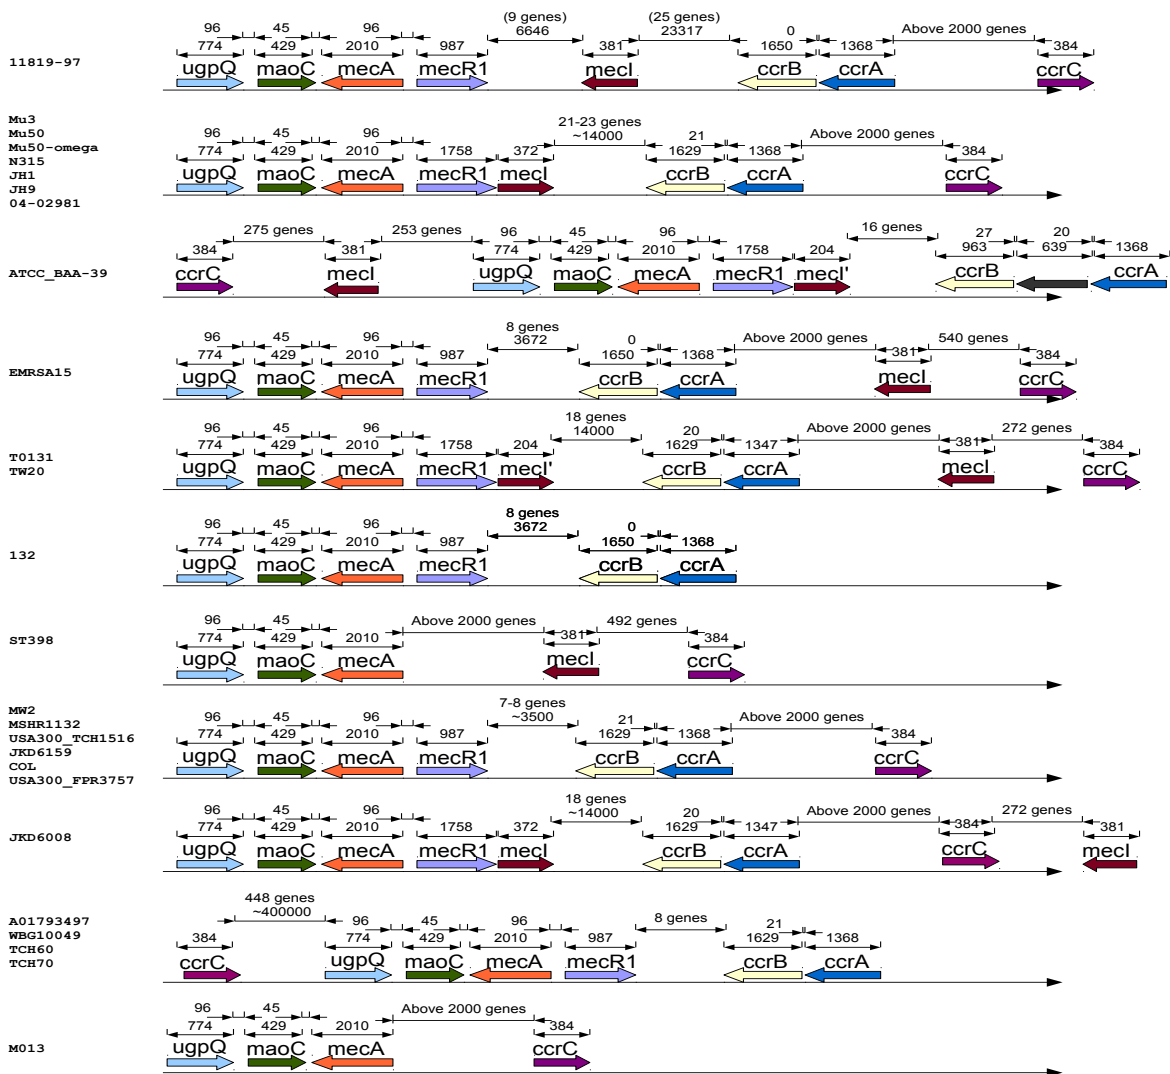 (9 genes) (25 genes)
96 45 96 6646 23317 0 Above 2000 genes
774 429 2010 987 381 1650 1368 384
11819-97 ugpQ maoC mecA mecR1 mecI ccrB ccrA ccrC
Mu3
Mu50
Mu50-omega
N315
JH1
JH9
04-02981
21-23 genes
96 45 96 ~14000 21 Above 2000 genes
774 429 2010 1758 372 1629 1368 384
ugpQ maoC mecA mecR1 mecI ccrB ccrA ccrC
275 genes 253 genes 96 45 96 16 genes 27 20
384 381 774 429 2010 1758 204 963 639 1368
ATCC_BAA-39 ccrC mecI ugpQ maoC mecA mecR1 mecI' ccrB ccrA
8 genes
96 45 96 3672 0 Above 2000 genes 540 genes
774 429 2010 987 1650 1368 381 384
EMRSA15 ugpQ maoC mecA mecR1 ccrB ccrA mecI ccrC
18 genes
96 45 96 14000 20 Above 2000 genes 272 genes
774 429 2010 1758 204 1629 1347 381 384
T0131
TW20
ugpQ maoC mecA mecR1 mecI' ccrB ccrA mecI ccrC
8 genes
96 45 96 3672 0
774 429 2010 987 1650 1368
132 ugpQ maoC mecA mecR1 ccrB ccrA
96 45 96 Above 2000 genes 492 genes
774 429 2010 381 384
ST398 ugpQ maoC mecA mecI ccrC
MW2
MSHR1132
USA300_TCH1516
JKD6159
COL
USA300_FPR3757
7-8 genes
96 45 96 ~3500 21 Above 2000 genes
774 429 2010 987 1629 1368 384
ugpQ maoC mecA mecR1 ccrB ccrA ccrC
18 genes
96 45 96 ~14000 20 Above 2000 genes 272 genes
774 429 2010 1758 372 1629 1347 384 381
JKD6008 ugpQ maoC mecA mecR1 mecI ccrB ccrA ccrC mecI
A01793497
WBG10049
TCH60
TCH70
448 genes
~400000 96 45 96 8 genes 21
384 774 429 2010 987 1629 1368
ccrC ugpQ maoC mecA mecR1 ccrB ccrA
96 45 96 Above 2000 genes
774 429 2010 384
M013 ugpQ maoC mecA ccrC